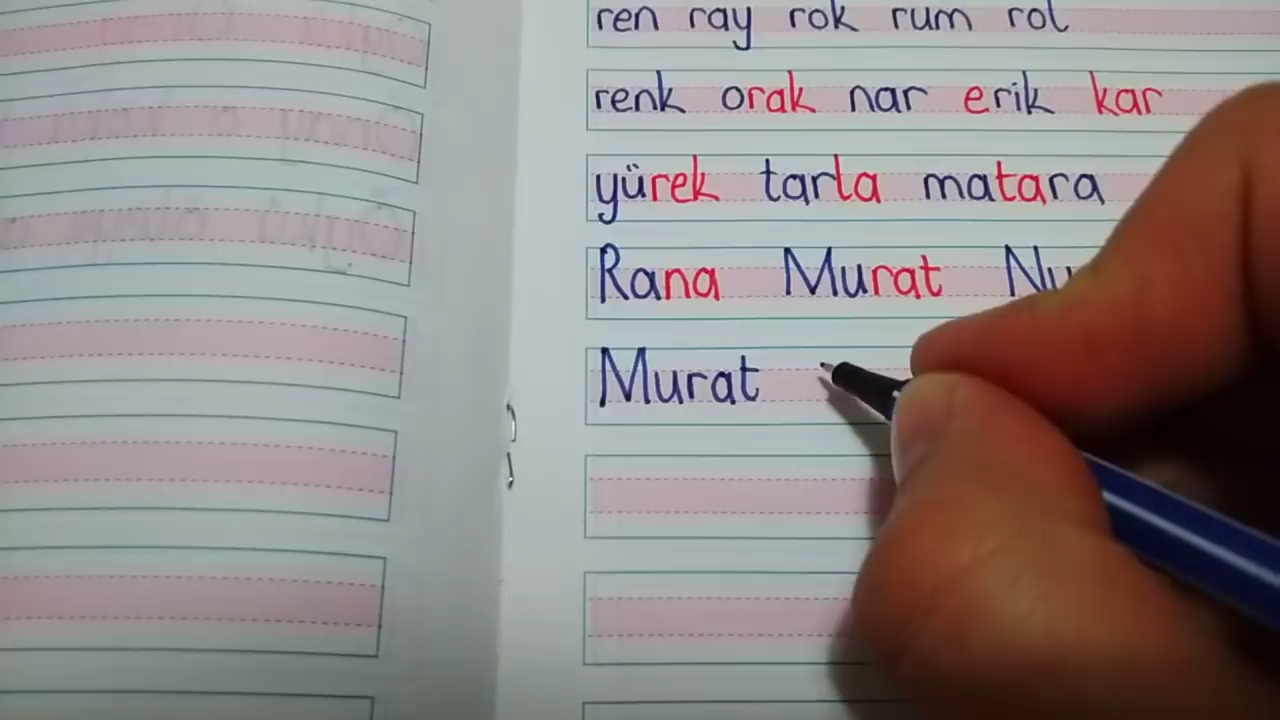 ren ray rok rum rol
renk orak nar erik kar
yürek tarla matara
Rana Murat
Murat